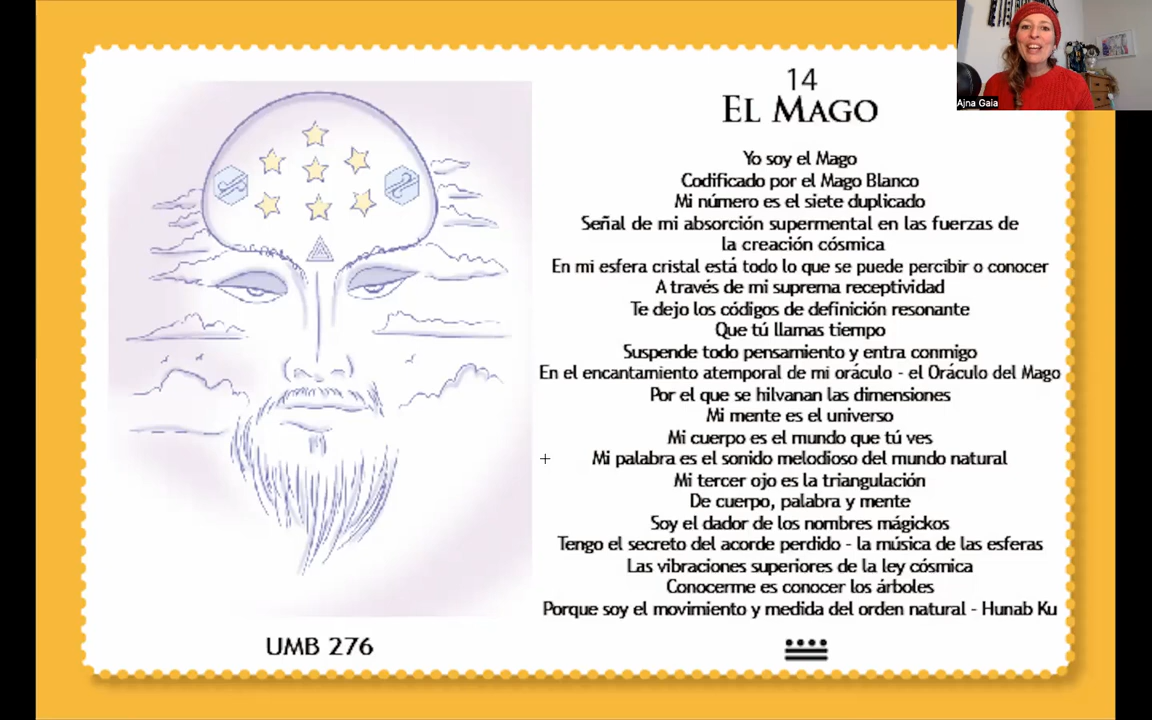 14
EL MAGO
Yo soy el Mago
Codificado por el Mago Blanco
Mi número es el siete duplicado
Señal de mi absorción supermental en las fuerzas de
la creación cósmica
En mi esfera cristal está todo lo que se puede percibir o conocer
A través de mi suprema receptividad
Te dejo los códigos de definición resonante
Que tú llamas tiempo
Suspende todo pensamiento y entra conmigo
En el encantamiento atemporal de mi oráculo - el Oráculo del Mago
Por el que se hilvanan las dimensiones
Mi mente es el universo
Mi cuerpo es el mundo que tú ves
Mi palabra es el sonido melodioso del mundo natural
Mi tercer ojo es la triangulación
De cuerpo, palabra y mente
Soy el dador de los nombres mágickos
Tengo el secreto del acorde perdido - la música de las esferas
Las vibraciones superiores de la ley cósmica
Conocerme es conocer los árboles
Porque soy el movimiento y medida del orden natural - Hunab Ku
UMB 276
Ajna Gaia